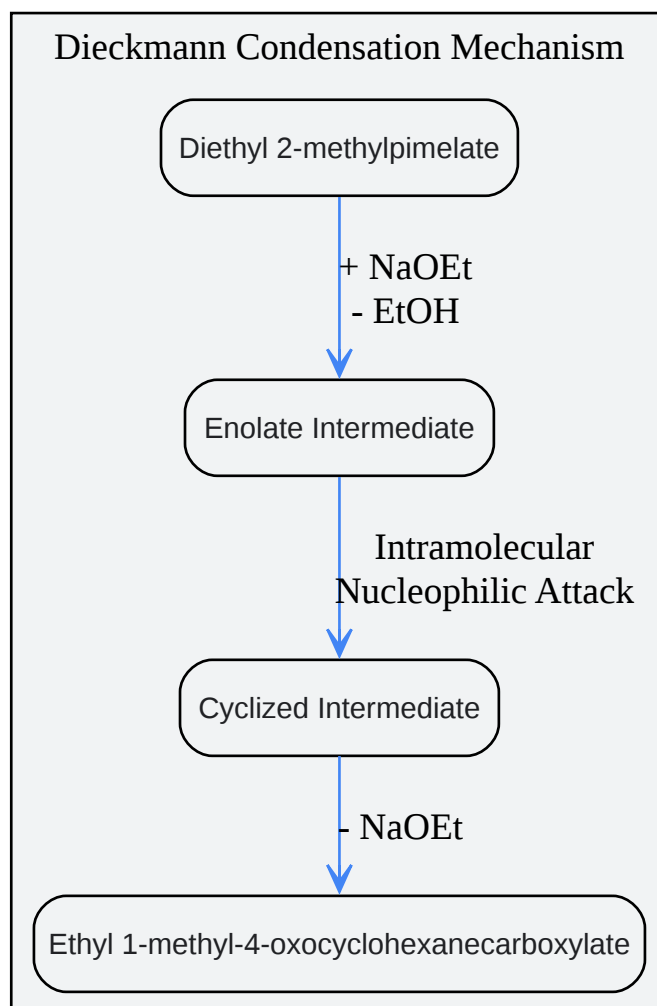 Dieckmann Condensation Mechanism
Diethyl 2-methylpimelate
+ NaOEt
- EtOH
Enolate Intermediate
Intramolecular
Nucleophilic Attack
Cyclized Intermediate
- NaOEt
Ethyl 1-methyl-4-oxocyclohexanecarboxylate